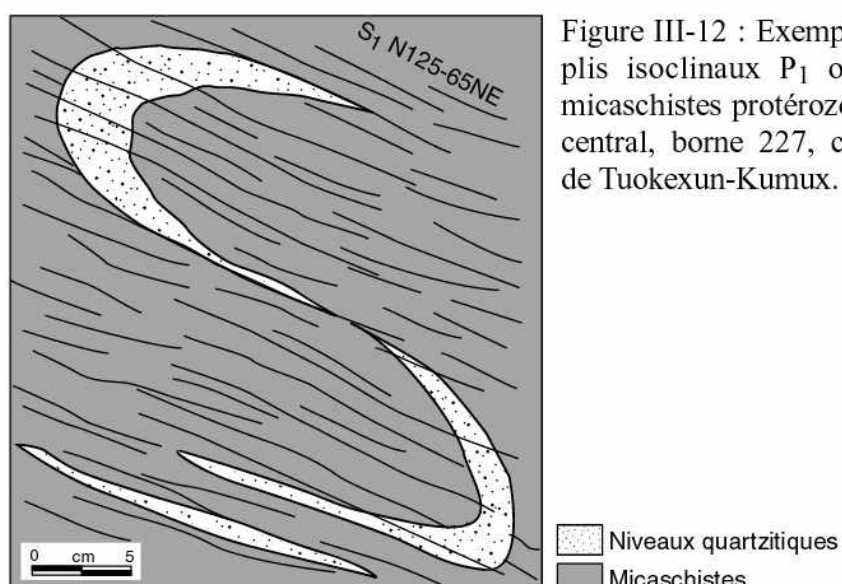 S1 N125-65NE
Figure III-12 : Exemp
plis isoclinaux P1 o
micaschistes protérozo
central, borne 227, c
de Tuokexun-Kumux.
0 cm 5
Niveaux quartzitiques
Micaschistes